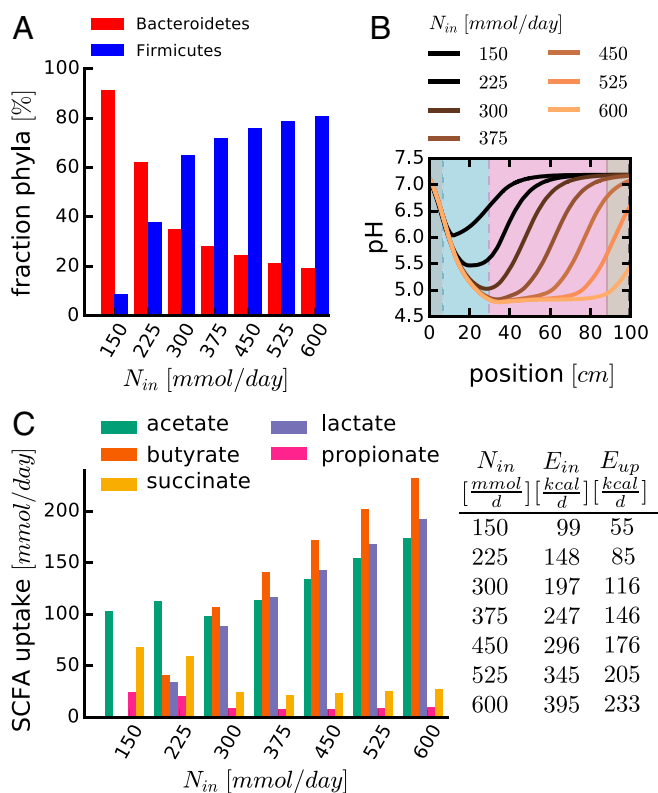 A
Bacteroidetes
Firmicutes
fraction phyla [%]
100
80
60
40
20
0
150 225 300 375 450 525 600
N_in [mmol/day]
B
N_in [mmol/day]
150 450
225 525
300 600
375
pH
7.5
7.0
6.5
6.0
5.5
5.0
4.5
0 20 40 60 80 100
position [cm]
C
acetate lactate
butyrate propionate
succinate
SCFA uptake [mmol/day]
200
150
100
50
0
150 225 300 375 450 525 600
N_in [mmol/day]
N_in E_in E_up
[mmol/d] [kcal/d] [kcal/d]
150 99 55
225 148 85
300 197 116
375 247 146
450 296 176
525 345 205
600 395 233